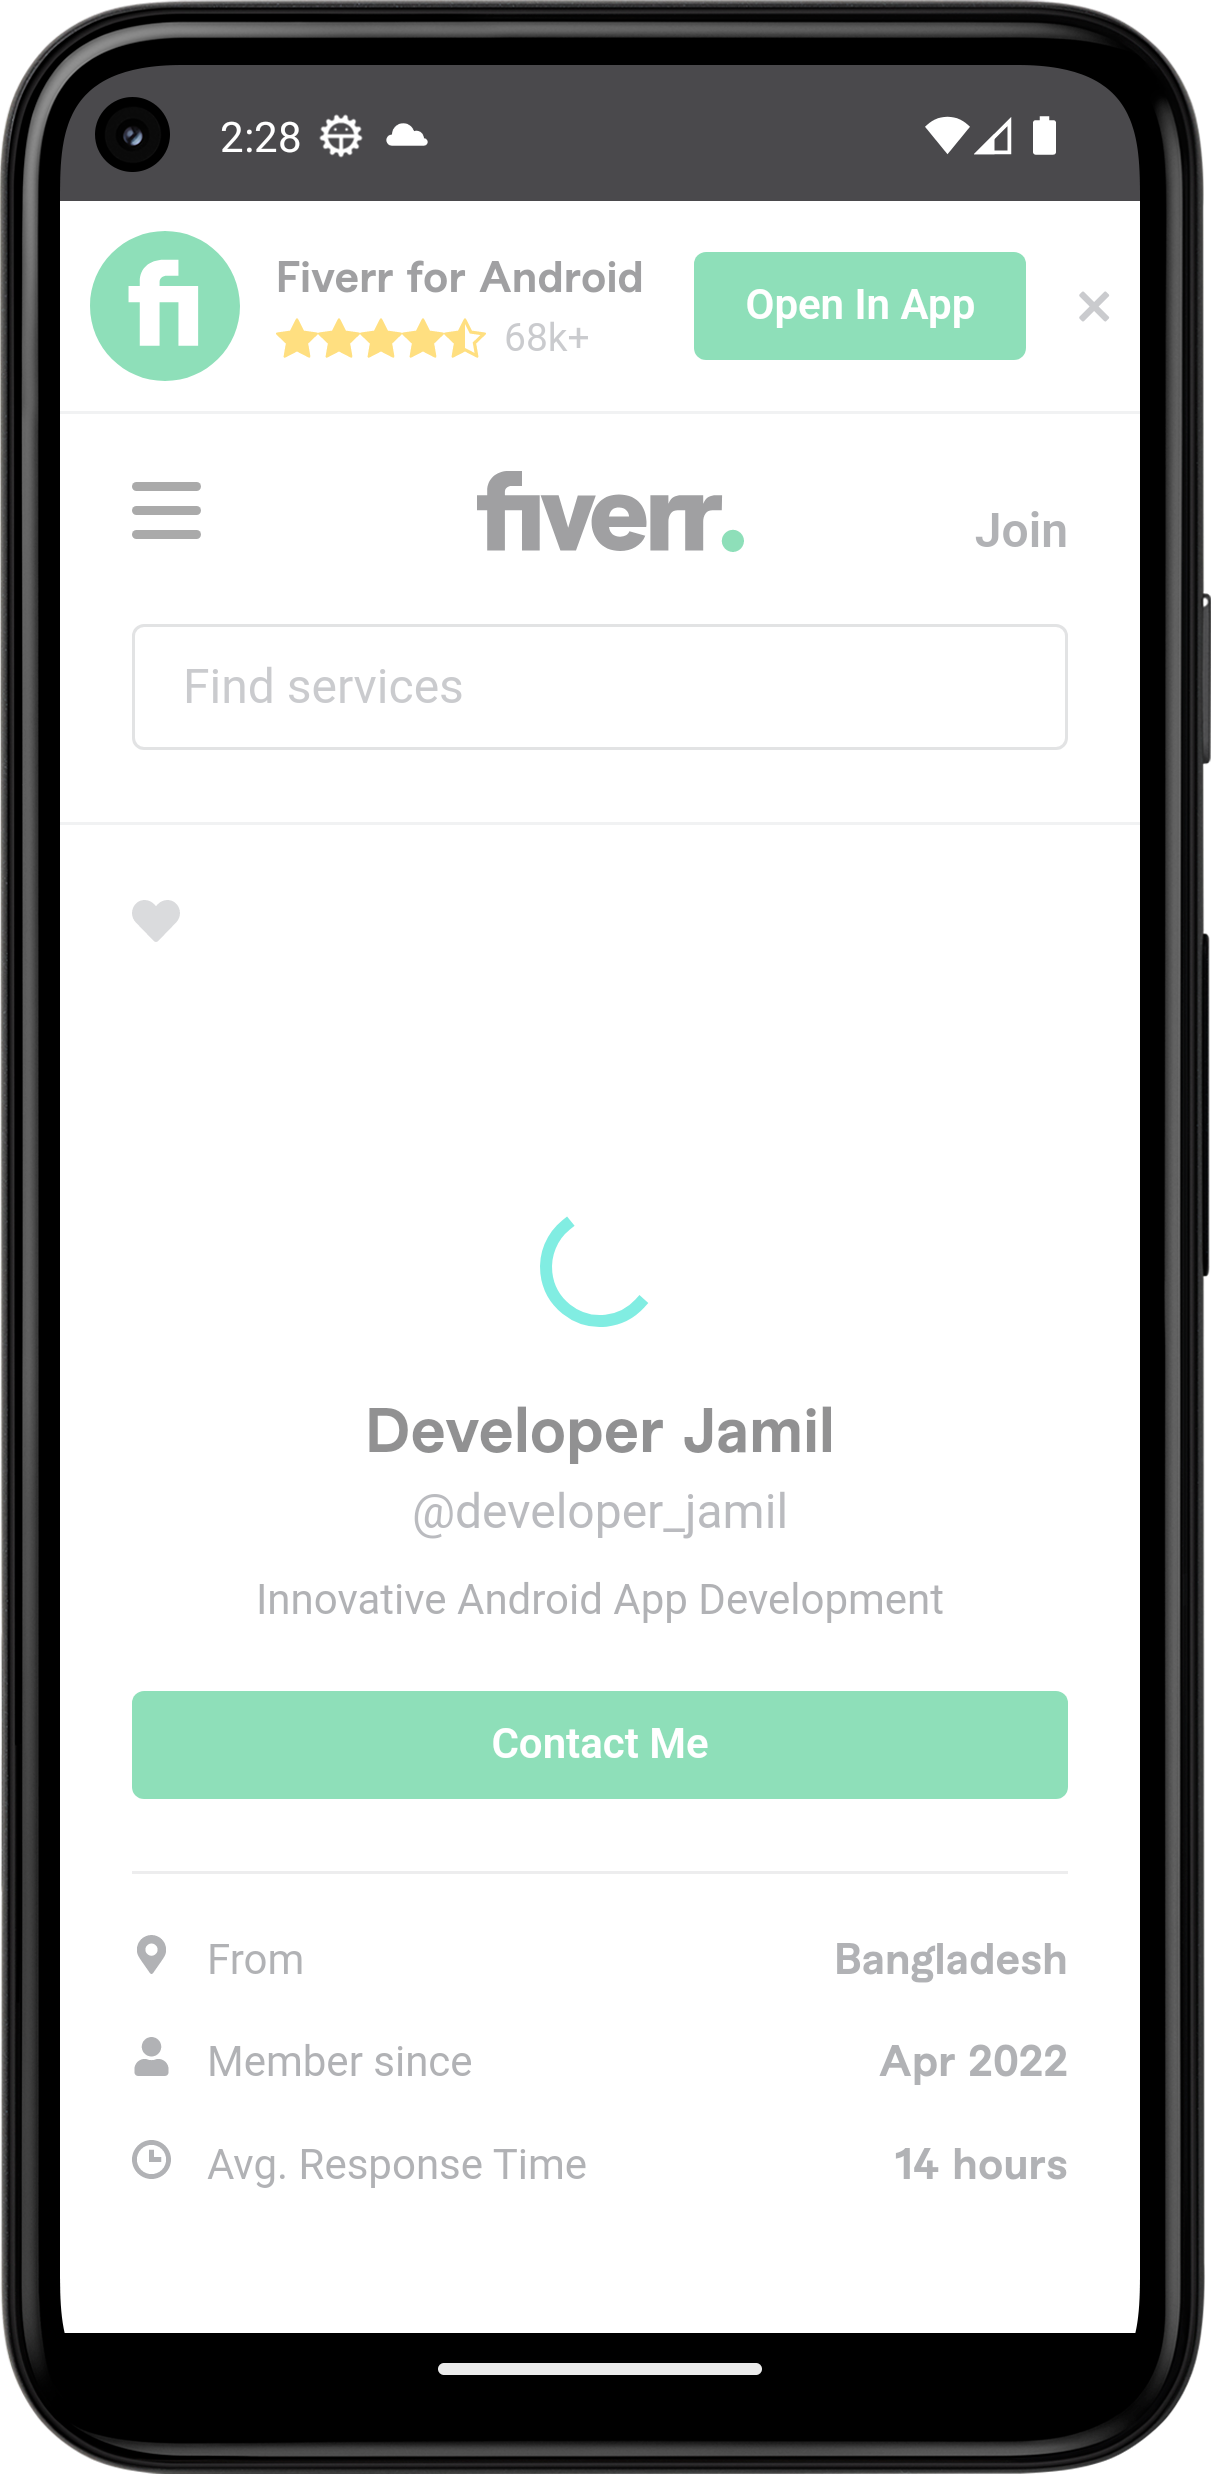 2:28
Fiverr for Android
68k+
Open In App
fiverr.
Join
Find services
Developer Jamil
@developer_jamil
Innovative Android App Development
Contact Me
From Bangladesh
Member since Apr 2022
Avg. Response Time 14 hours